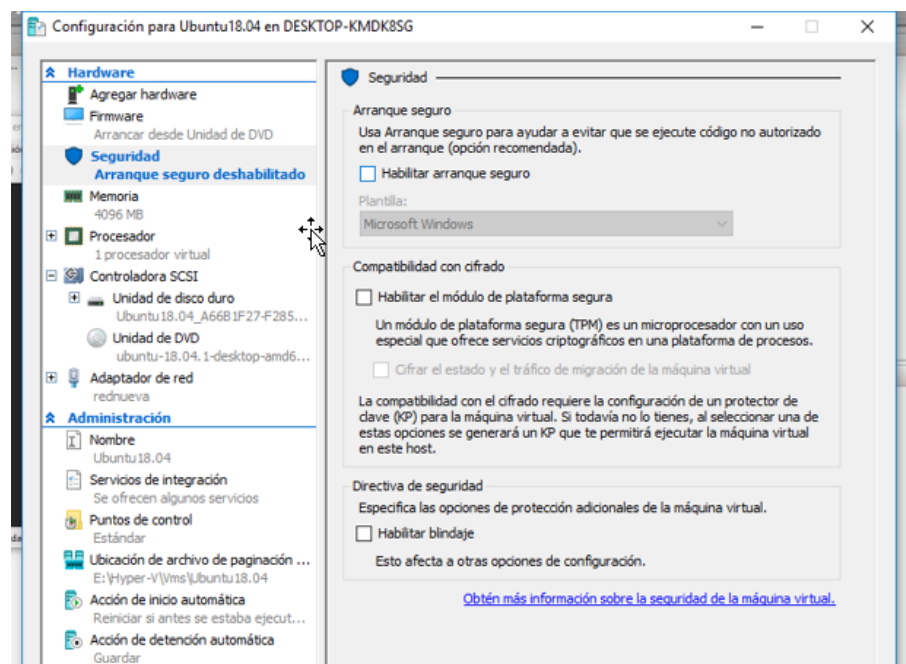 Configuración para Ubuntu18.04 en DESKTOP-KMDK8SG
Hardware
Agregar hardware
Firmware
Arrancar desde Unidad de DVD
Seguridad
Arranque seguro deshabilitado
Memoria
4096 MB
Procesador
1 procesador virtual
Controladora SCSI
Unidad de disco duro
Ubuntu18.04_A66B1F27-F285...
Unidad de DVD
ubuntu-18.04.1-desktop-amd6...
Adaptador de red
rednueva
Administración
Nombre
Ubuntu18.04
Servicios de integración
Se ofrecen algunos servicios
Puntos de control
Estándar
Ubicación de archivo de paginación ...
E:\Hyper-V\Vms\Ubuntu18.04
Acción de inicio automática
Reiniciar si antes se estaba ejecut...
Acción de detención automática
Guardar
Seguridad
Arranque seguro
Usa Arranque seguro para ayudar a evitar que se ejecute código no autorizado
en el arranque (opción recomendada).
Habilitar arranque seguro
Plantilla:
Microsoft Windows
Compatibilidad con cifrado
Habilitar el módulo de plataforma segura
Un módulo de plataforma segura (TPM) es un microprocesador con un uso
especial que ofrece servicios criptográficos en una plataforma de procesos.
Cifrar el estado y el tráfico de migración de la máquina virtual
La compatibilidad con el cifrado requiere la configuración de un protector de
clave (KP) para la máquina virtual. Si todavía no lo tienes, al seleccionar una de
estas opciones se generará un KP que te permitirá ejecutar la máquina virtual
en este host.
Directiva de seguridad
Especifica las opciones de protección adicionales de la máquina virtual.
Habilitar blindaje
Esto afecta a otras opciones de configuración.
Obtén más información sobre la seguridad de la máquina virtual.